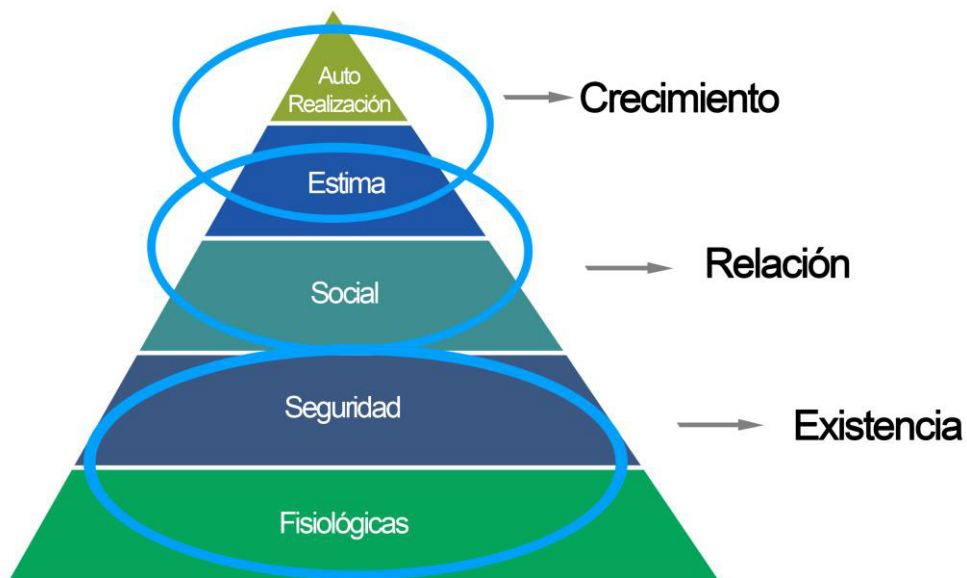 Auto
Realización
Crecimiento
Estima
Relación
Social
Seguridad
Existencia
Fisiológicas